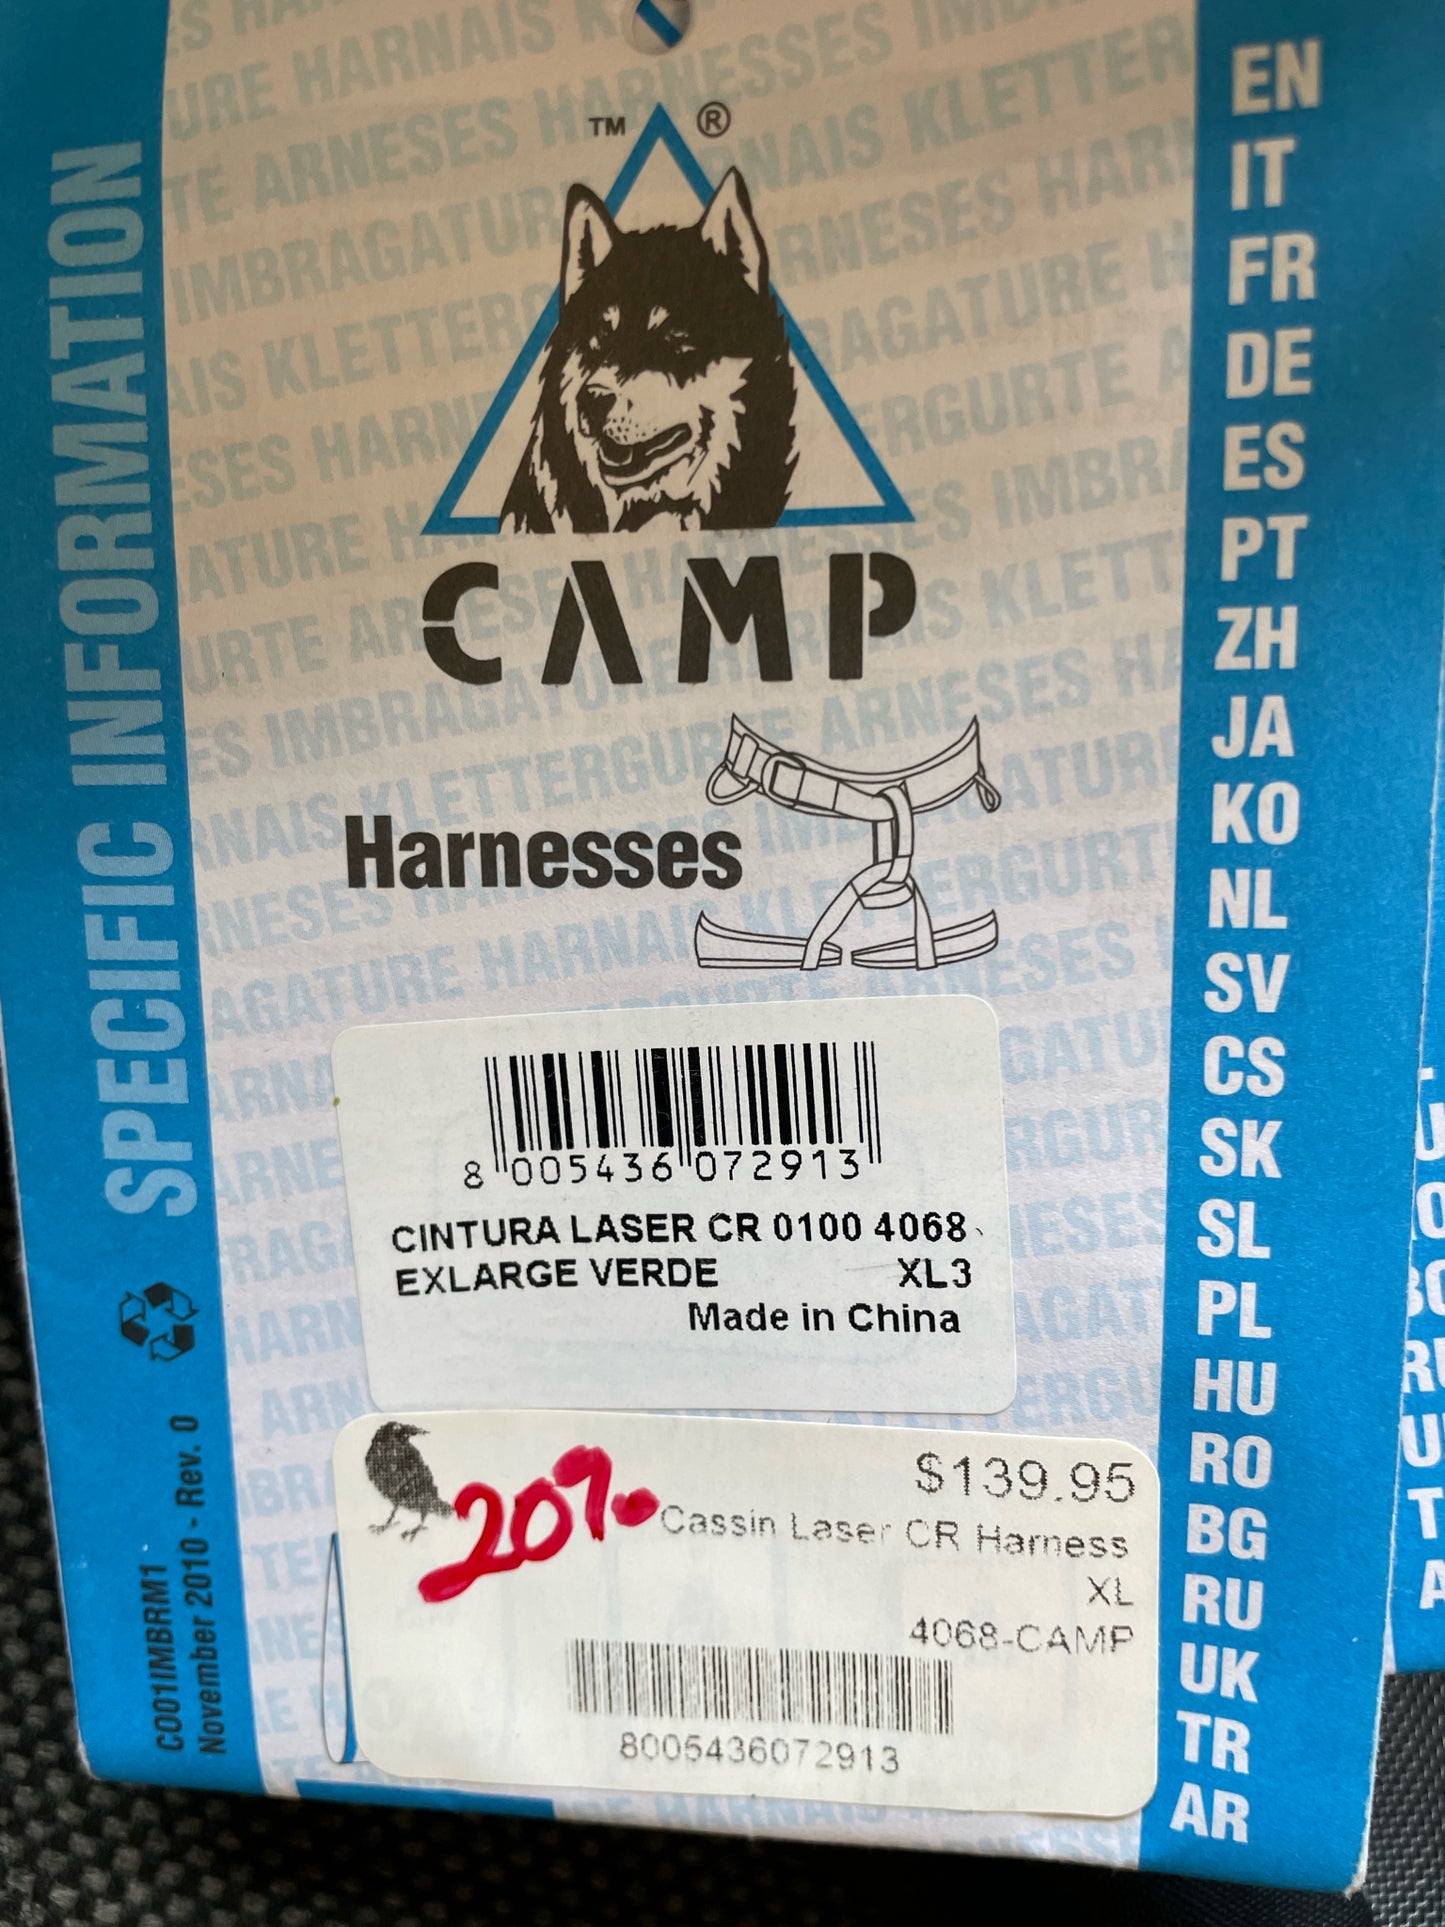 ™ ®
CAMP
Harnesses
SPECIFIC INFORMATION
C001IMBRM1
November 2010 - Rev. 0
8 005436 072913
CINTURA LASER CR 0100 4068
EXLARGE VERDE XL3
Made in China
20%
$139.95
Cassin Laser CR Harness
XL
4068-CAMP
8005436072913
EN
IT
FR
DE
ES
PT
ZH
JA
KO
NL
SV
CS
SK
SL
PL
HU
RO
BG
RU
UK
TR
AR